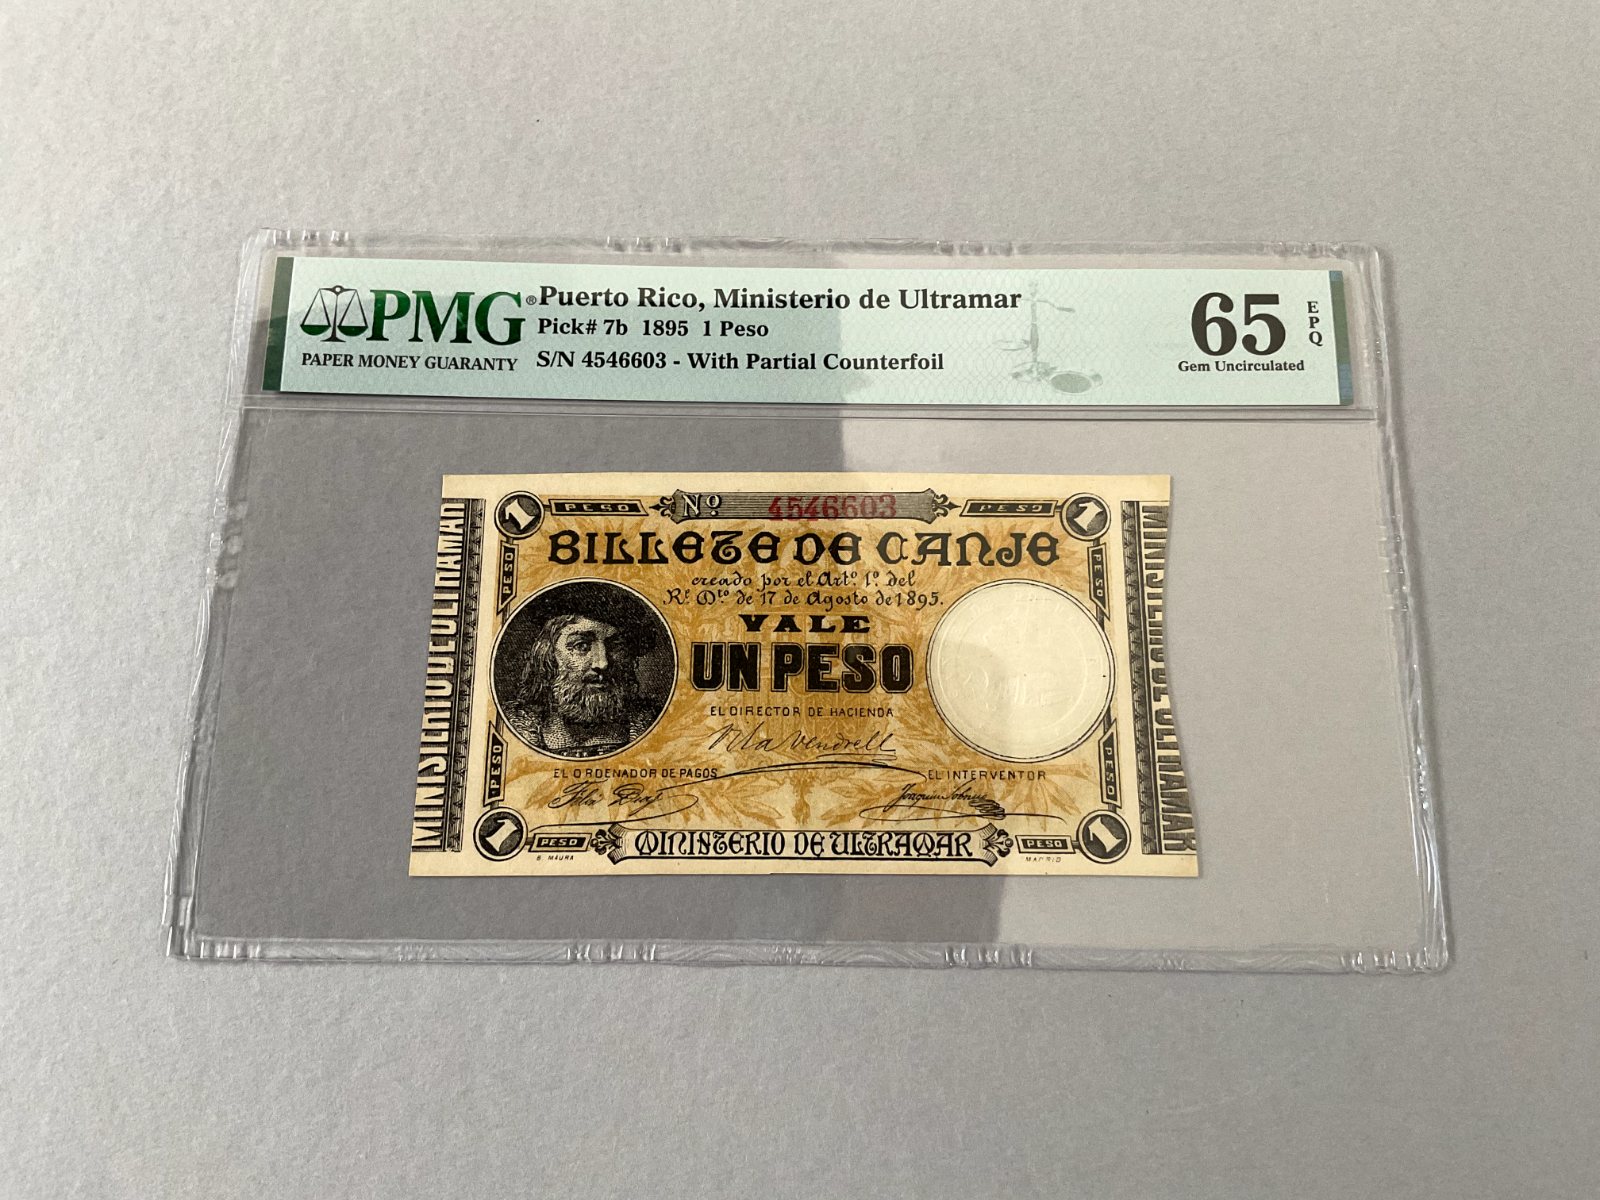 PMG®
PAPER MONEY GUARANTY
Puerto Rico, Ministerio de Ultramar
Pick# 7b 1895 1 Peso
S/N 4546603 - With Partial Counterfoil
65
EPQ
Gem Uncirculated
1 PESO Nº 4546603 PESO 1
BILLETE DE CANJE
creado por el Artº. 1º. del
Rl. Dto. de 17 de Agosto de 1895.
VALE
UN PESO
EL DIRECTOR DE HACIENDA
EL ORDENADOR DE PAGOS
EL INTERVENTOR
PESO
PESO
PESO
PESO
MINISTERIO DE ULTRAMAR
MINISTERIO DE ULTRAMAR
1 PESO MINISTERIO DE ULTRAMAR PESO 1
B. MAURA
MADRID